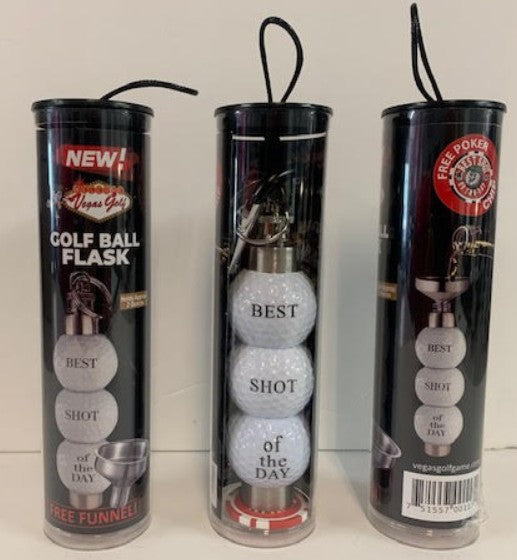 NEW!
Vegas Golf
GOLF BALL
FLASK
BEST
SHOT
of
the
DAY
FREE FUNNEL!
BEST
SHOT
of
the
DAY
FREE POKER
CHIP
BEST
SHOT
of
the
DAY
vegasgolfgame.com